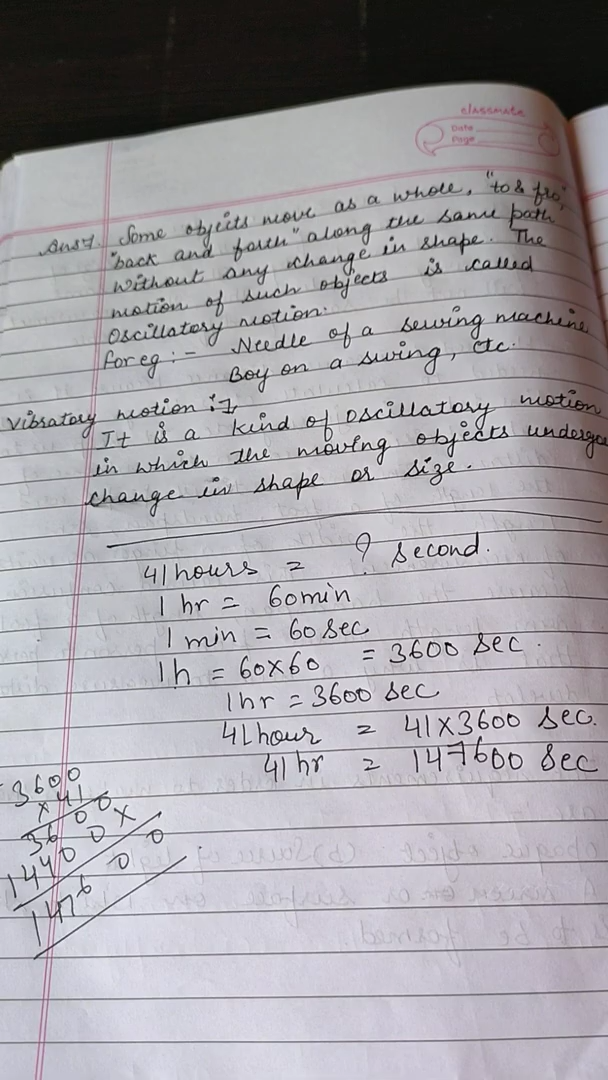 classmate
Date
Page
Ans7. Some objects move as a whole, "to & fro,
"back and forth" along the same path
without any change in shape. The
motion of such objects is called
Oscillatory motion.
For eg :- Needle of a sewing machine
Boy on a swing, etc.
Vibratory motion :-
It is a kind of oscillatory motion
in which the moving objects undergo
change in shape or size.
41 hours = ? second.
1 hr = 60 min
1 min = 60 sec
1h = 60x60 = 3600 sec.
1hr = 3600 sec
41 hour = 41 x 3600 sec.
41 hr = 147600 sec
3600
x 41
3600
14400x
147600